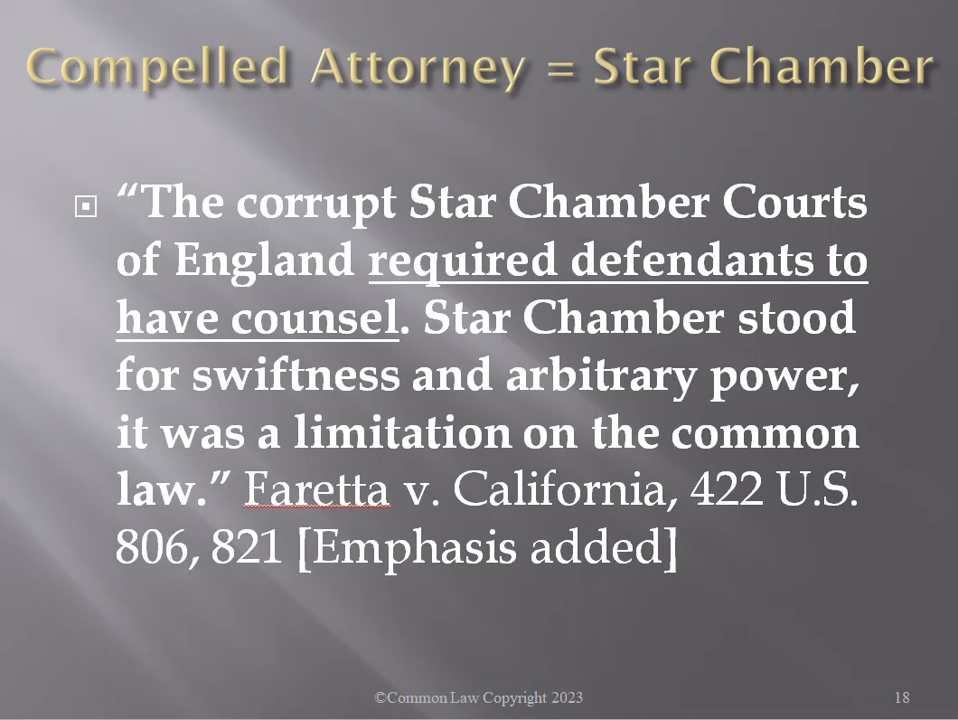 Compelled Attorney = Star Chamber
“The corrupt Star Chamber Courts
of England required defendants to
have counsel. Star Chamber stood
for swiftness and arbitrary power,
it was a limitation on the common
law.” Faretta v. California, 422 U.S.
806, 821 [Emphasis added]
©Common Law Copyright 2023
18